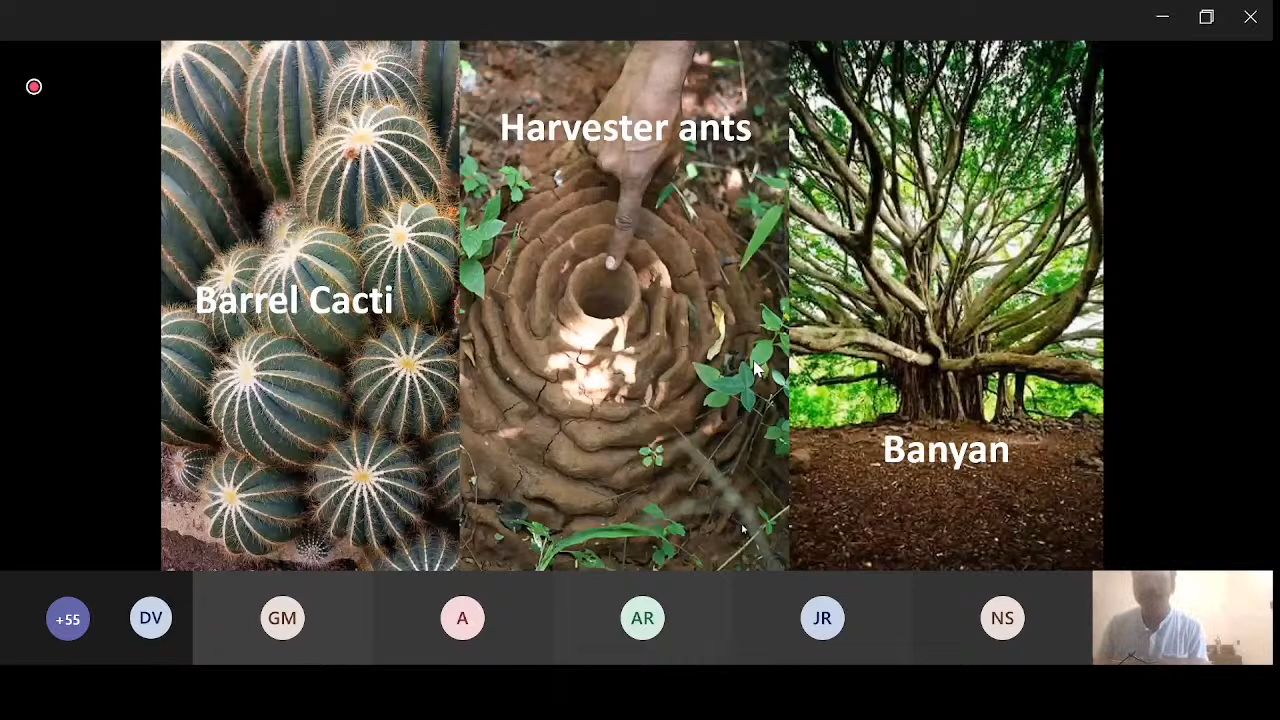 Harvester ants
Barrel Cacti
Banyan
+55
DV
GM
A
AR
JR
NS